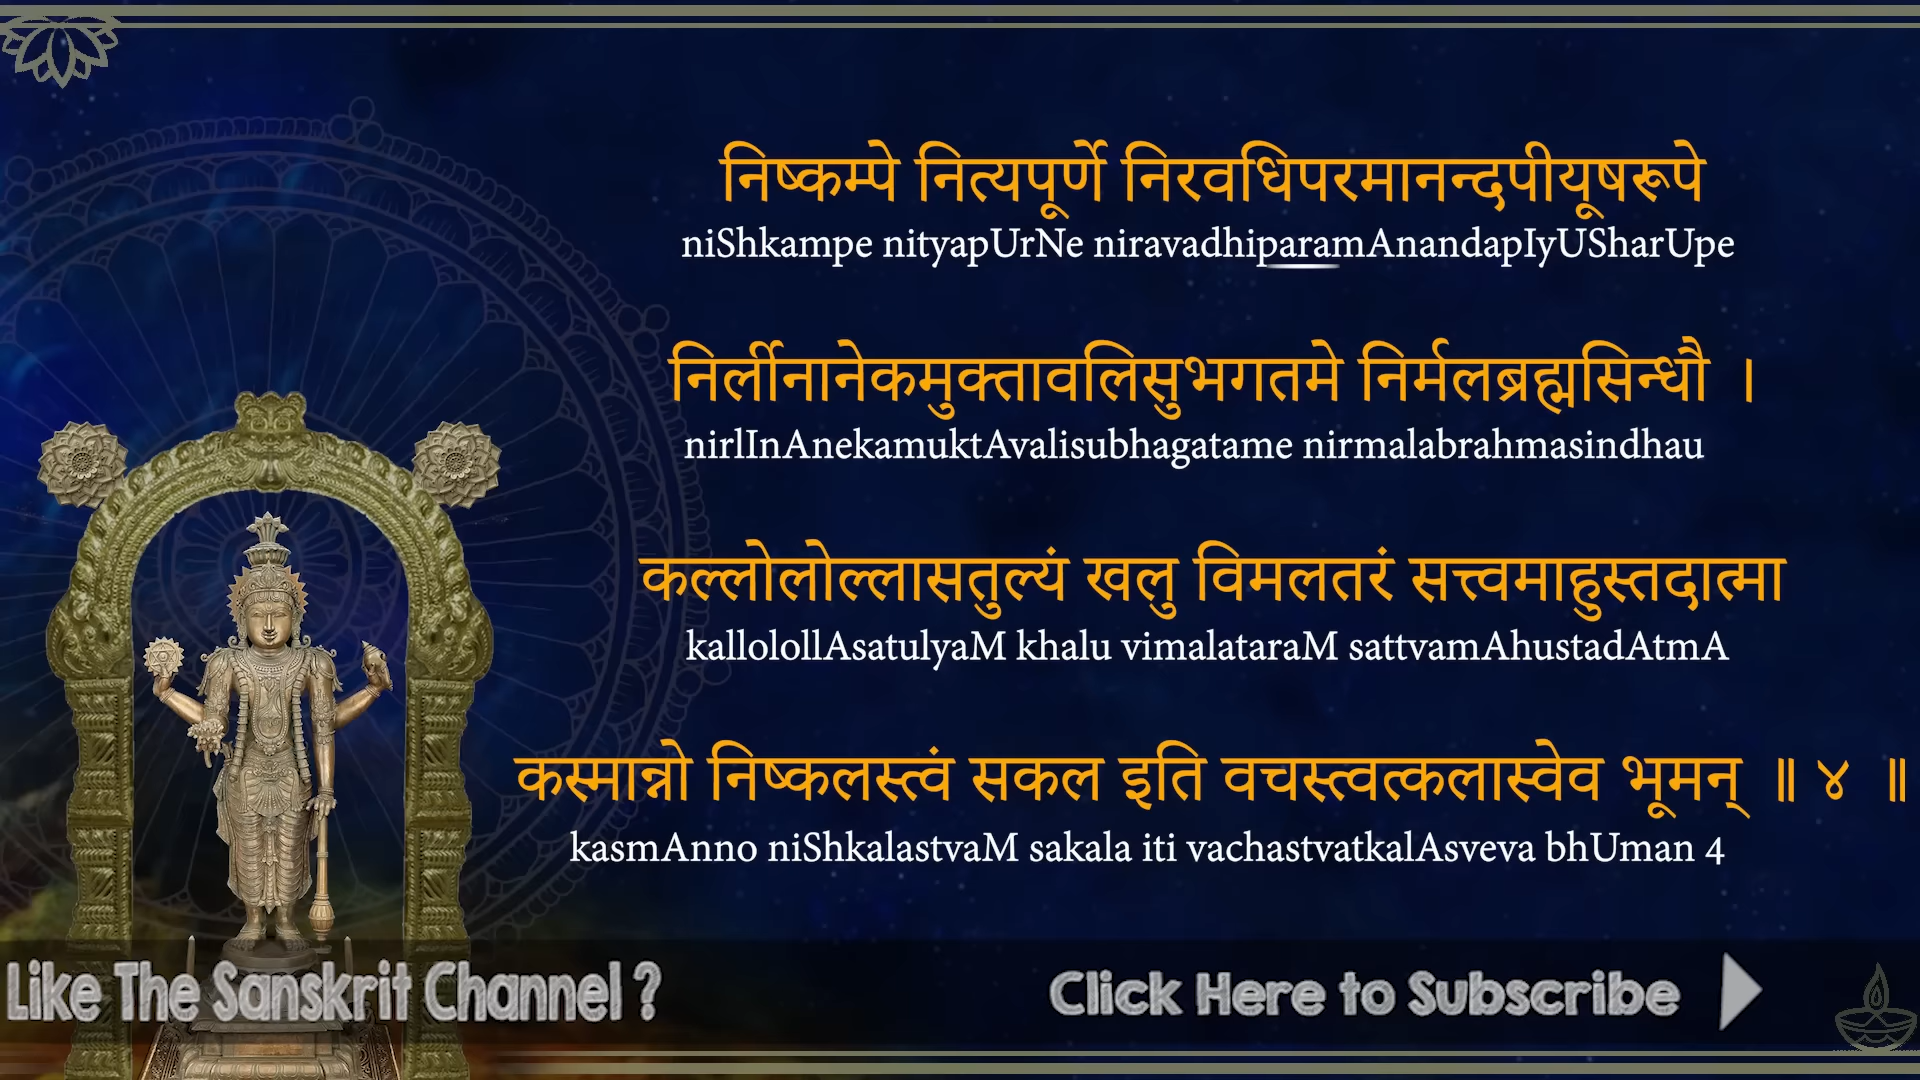 निष्कम्पे नित्यपूर्णे निरवधिपरमानन्दपीयूषरूपे
niShkampe nityapUrNe niravadhiparamAnandapIyUSharUpe
निर्लीनानेकमुक्तावलिसुभगतमे निर्मलब्रह्मसिन्धौ ।
nirlInAnekamuktAvalisubhagatame nirmalabrahmasindhau
कल्लोलोल्लासतुल्यं खलु विमलतरं सत्त्वमाहुस्तदात्मा
kallolollAsatulyaM khalu vimalataraM sattvamAhustadAtmA
कस्मान्नो निष्कलस्त्वं सकल इति वचस्त्वत्कलास्वेव भूमन् ॥ ४ ॥
kasmAnno niShkalastvaM sakala iti vachastvatkalAsveva bhUman 4
Like The Sanskrit Channel ? Click Here to Subscribe